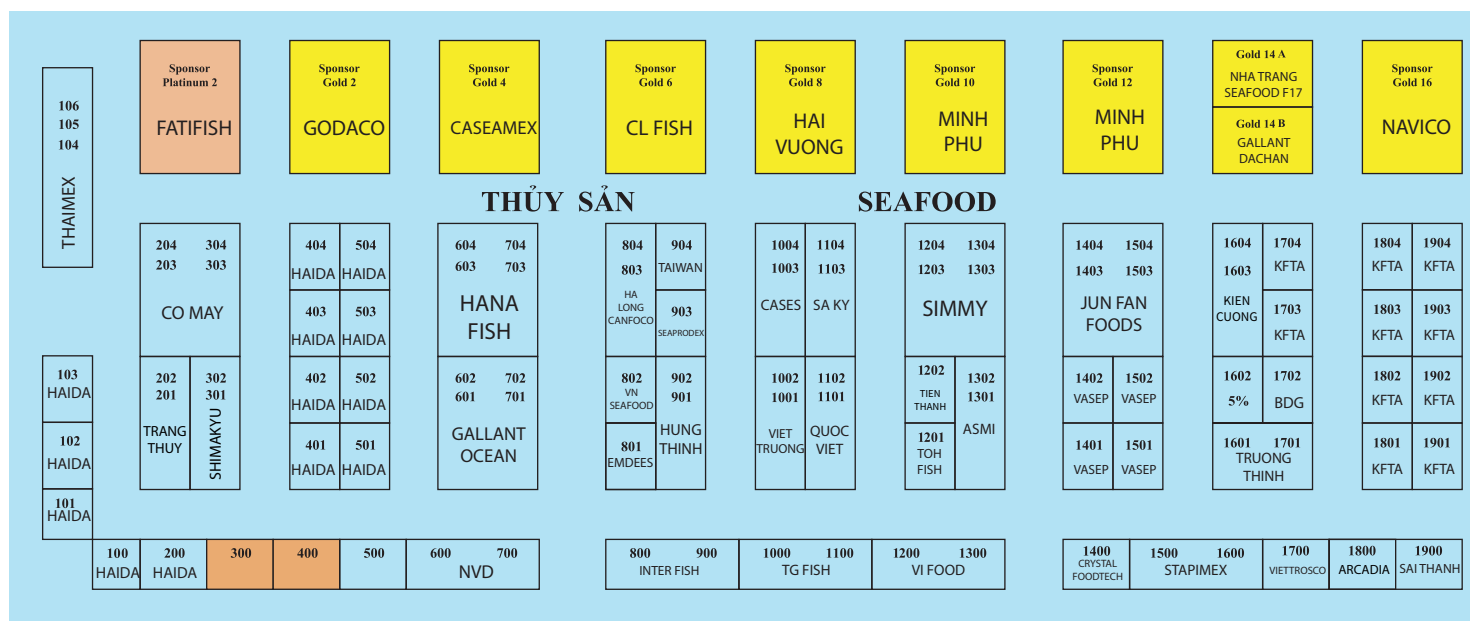 Sponsor
Platinum 2
FATIFISH
Sponsor
Gold 2
GODACO
Sponsor
Gold 4
CASEAMEX
Sponsor
Gold 6
CL FISH
Sponsor
Gold 8
HAI
VUONG
Sponsor
Gold 10
MINH
PHU
Sponsor
Gold 12
MINH
PHU
Gold 14 A
NHA TRANG
SEAFOOD F17
Gold 14 B
GALLANT
DACHAN
Sponsor
Gold 16
NAVICO
106
105
104
THAIMEX
THỦY SẢN
SEAFOOD
204 304
203 303
CO MAY
404
HAIDA
504
HAIDA
403
HAIDA
503
HAIDA
604 704
603 703
HANA
FISH
804
803
HA
LONG
CANFOCO
904
TAIWAN
903
SEAPRODEX
1004
1003
CASES
1104
1103
SA KY
1204 1304
1203 1303
SIMMY
1404 1504
1403 1503
JUN FAN
FOODS
1604
1603
KIEN
CUONG
1704
KFTA
1703
KFTA
1804
KFTA
1904
KFTA
1803
KFTA
1903
KFTA
103
HAIDA
102
HAIDA
101
HAIDA
202
201
TRANG
THUY
302
301
SHIMAKYU
402
HAIDA
502
HAIDA
401
HAIDA
501
HAIDA
602 702
601 701
GALLANT
OCEAN
802
VN
SEAFOOD
801
EMDEES
902
901
HUNG
THINH
1002
1001
VIET
TRUONG
1102
1101
QUOC
VIET
1202
TIEN
THANH
1201
TOH
FISH
1302
1301
ASMI
1402
VASEP
1502
VASEP
1401
VASEP
1501
VASEP
1602
5%
1702
BDG
1601 1701
TRUONG
THINH
1802
KFTA
1902
KFTA
1801
KFTA
1901
KFTA
100
HAIDA
200
HAIDA
300
400
500
600 700
NVD
800 900
INTER FISH
1000 1100
TG FISH
1200 1300
VI FOOD
1400
CRYSTAL
FOODTECH
1500 1600
STAPIMEX
1700
VIETTROSCO
1800
ARCADIA
1900
SAI THANH